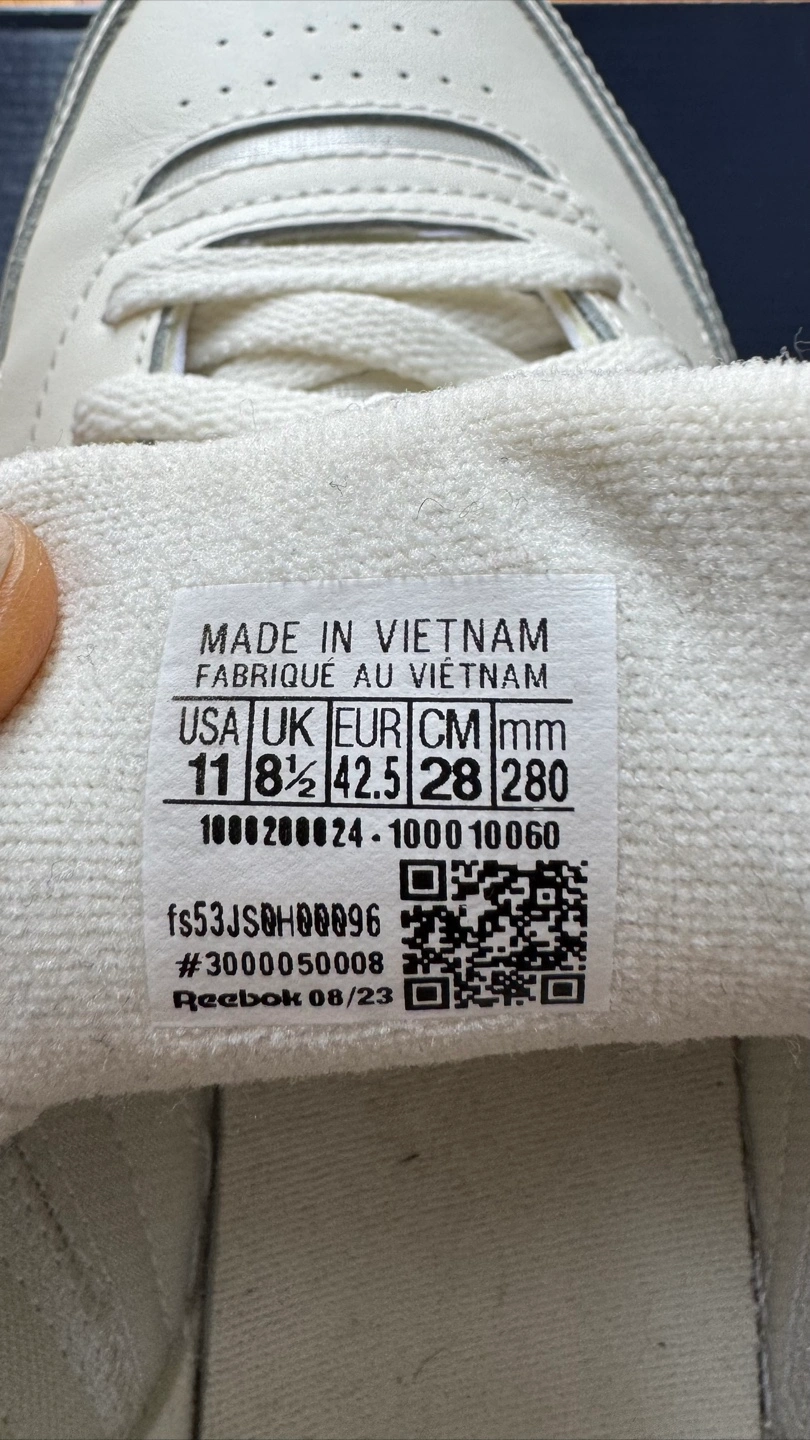 MADE IN VIETNAM
FABRIQUÉ AU VIÊTNAM
USA UK EUR CM mm
11 8½ 42.5 28 280
1000200024 - 100010060
fs53JS0H00096
#3000050008
Reebok 08/23